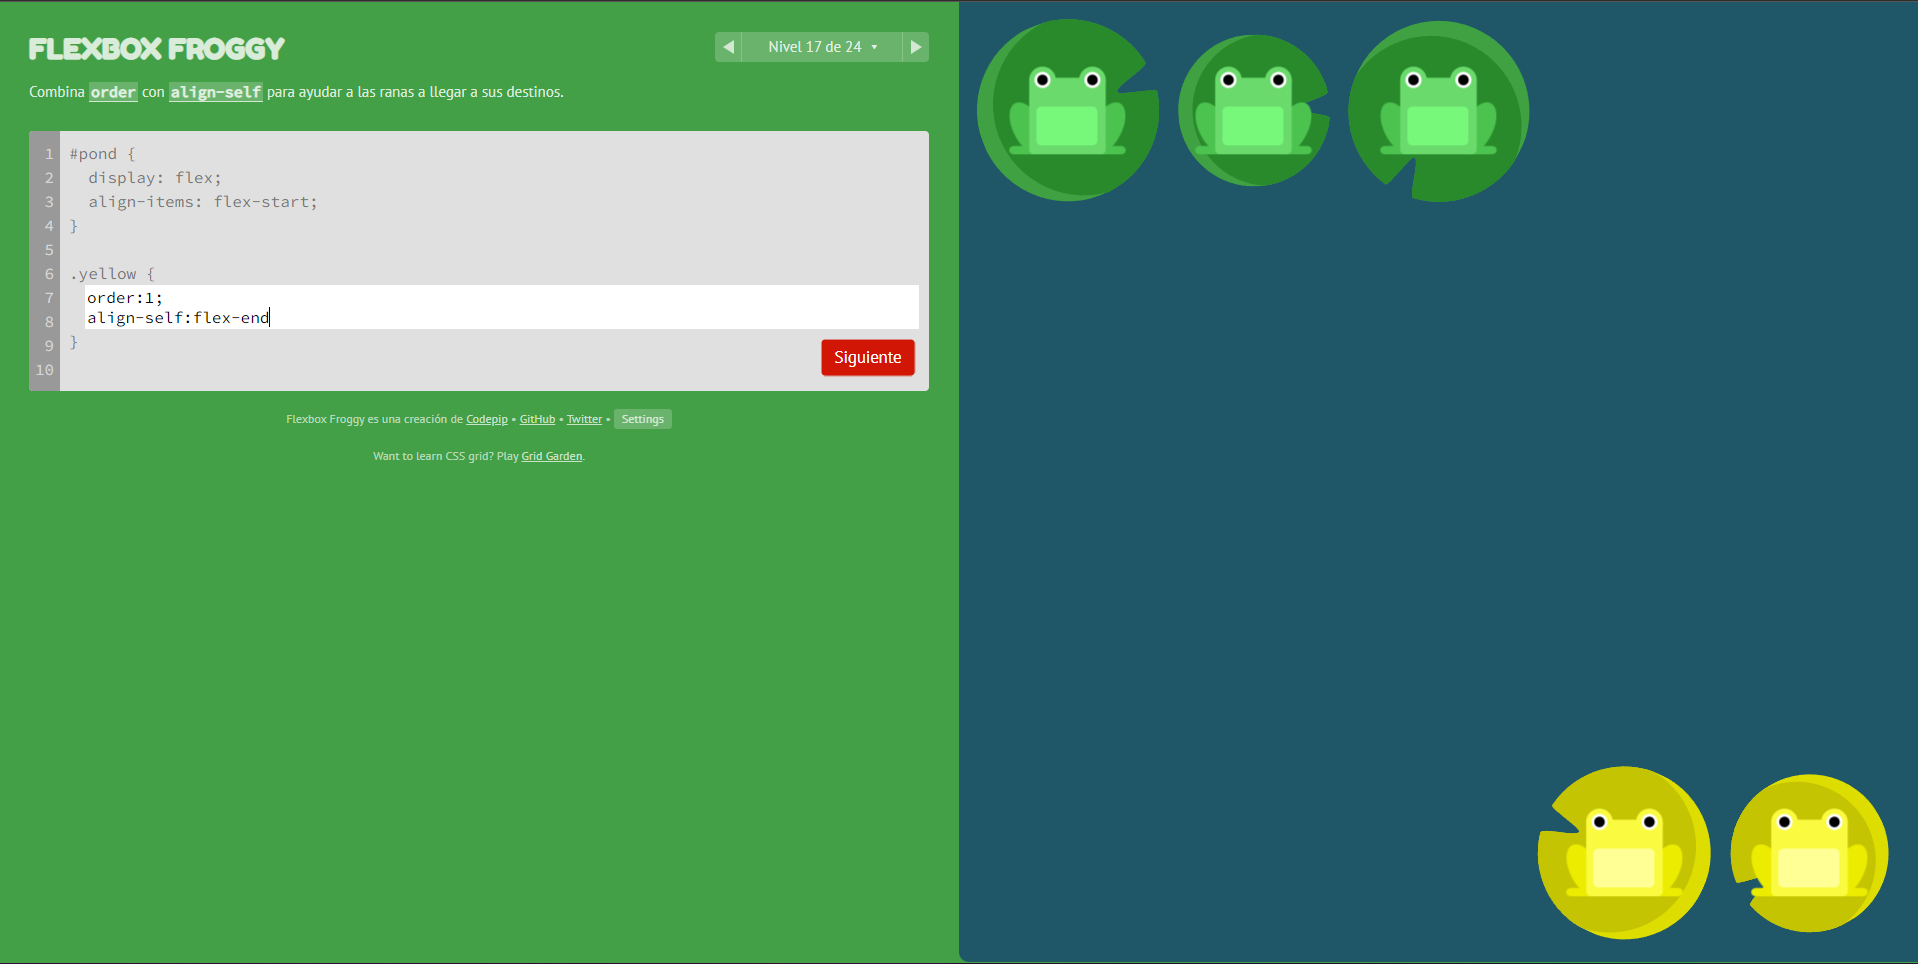 FLEXBOX FROGGY
◀ Nivel 17 de 24 ▾ ▶
Combina order con align-self para ayudar a las ranas a llegar a sus destinos.
1 #pond {
2 display: flex;
3 align-items: flex-start;
4 }
5
6 .yellow {
7 order:1;
8 align-self:flex-end
9 }
10
Siguiente
Flexbox Froggy es una creación de Codepip • GitHub • Twitter • Settings
Want to learn CSS grid? Play Grid Garden.